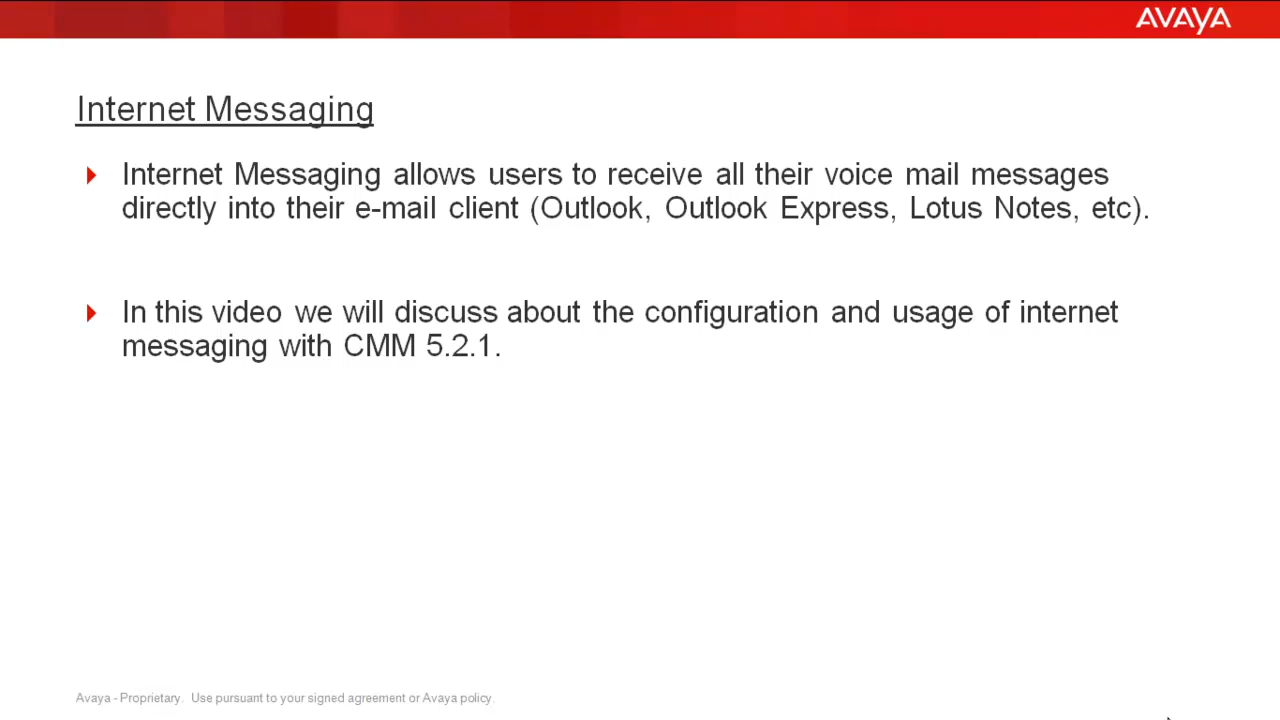 AVAYA
Internet Messaging
Internet Messaging allows users to receive all their voice mail messages
directly into their e-mail client (Outlook, Outlook Express, Lotus Notes, etc).
In this video we will discuss about the configuration and usage of internet
messaging with CMM 5.2.1.
Avaya - Proprietary. Use pursuant to your signed agreement or Avaya policy.